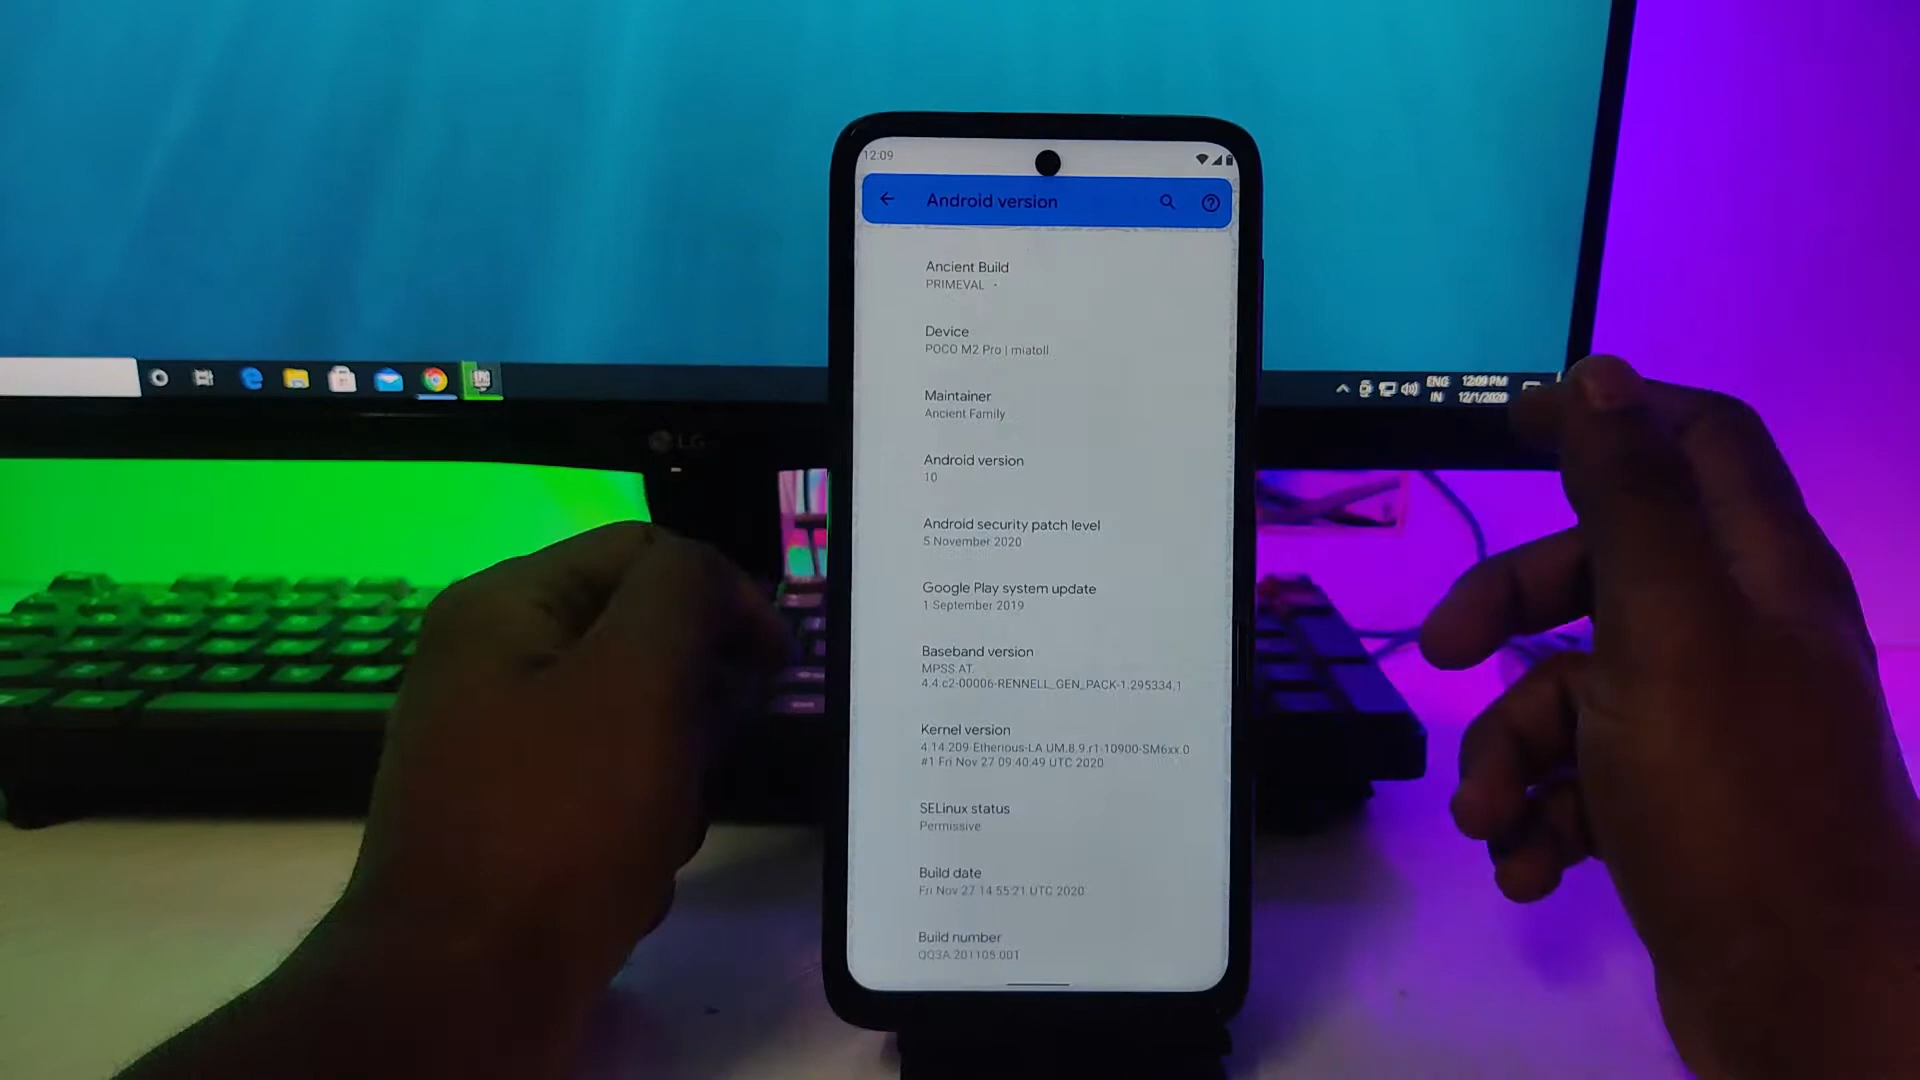 12:09
Android version
Ancient Build
PRIMEVAL -
Device
POCO M2 Pro | miatoll
Maintainer
Ancient Family
Android version
10
Android security patch level
5 November 2020
Google Play system update
1 September 2019
Baseband version
MPSS.AT.
4.4.c2-00006-RENNELL_GEN_PACK-1.295334.1
Kernel version
4.14.209-Etherious-LA.UM.8.9.r1-10900-SM6xx.0
#1 Fri Nov 27 09:40:49 UTC 2020
SELinux status
Permissive
Build date
Fri Nov 27 14:55:21 UTC 2020
Build number
QQ3A.201105.001
EPIC
ENG
IN
12:09 PM
12/1/2020
LG